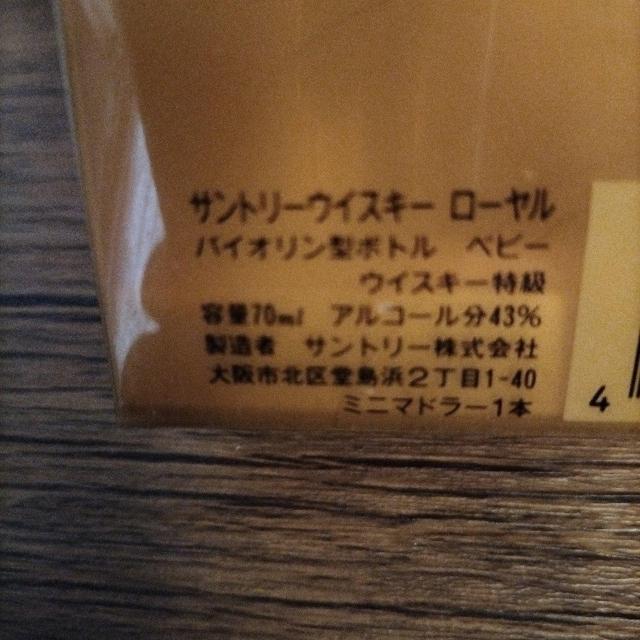 サントリーウイスキー ローヤル
バイオリン型ボトル ベビー
ウイスキー特級
容量70ml アルコール分43%
製造者 サントリー株式会社
大阪市北区堂島浜2丁目1-40
ミニマドラー1本
4